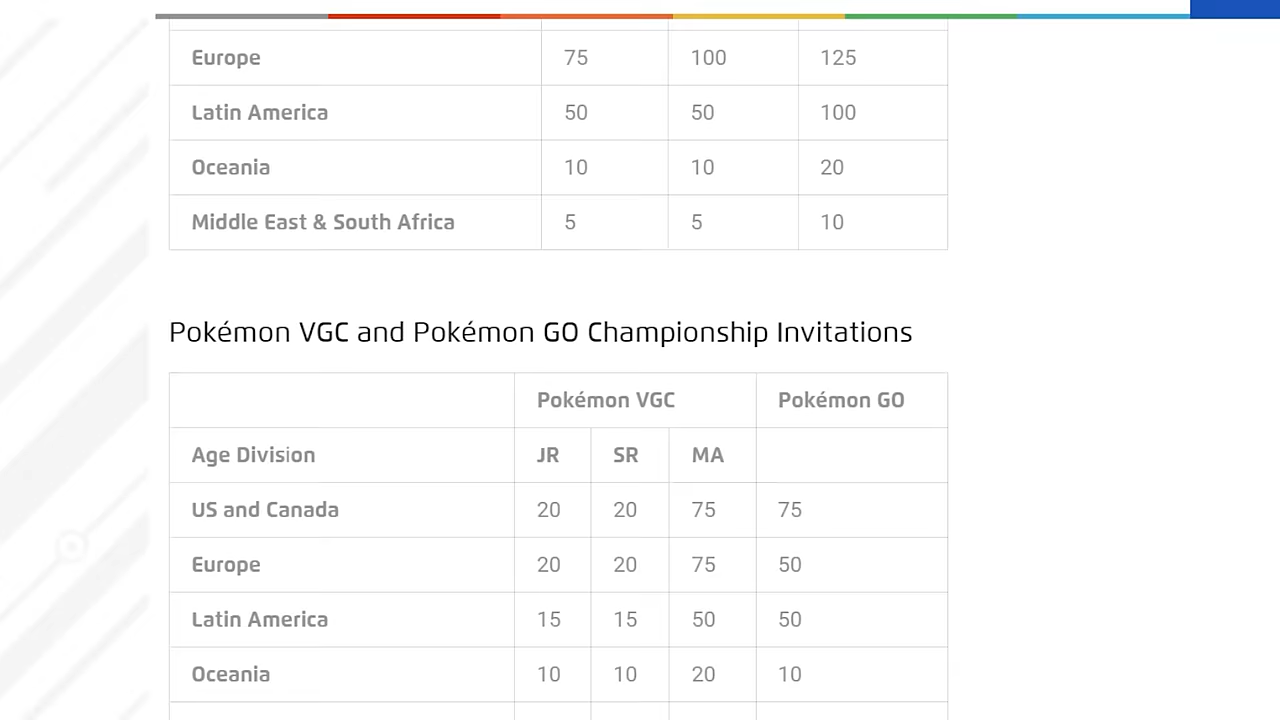 Europe 75 100 125
Latin America 50 50 100
Oceania 10 10 20
Middle East & South Africa 5 5 10
Pokémon VGC and Pokémon GO Championship Invitations
Pokémon VGC Pokémon GO
Age Division JR SR MA
US and Canada 20 20 75 75
Europe 20 20 75 50
Latin America 15 15 50 50
Oceania 10 10 20 10